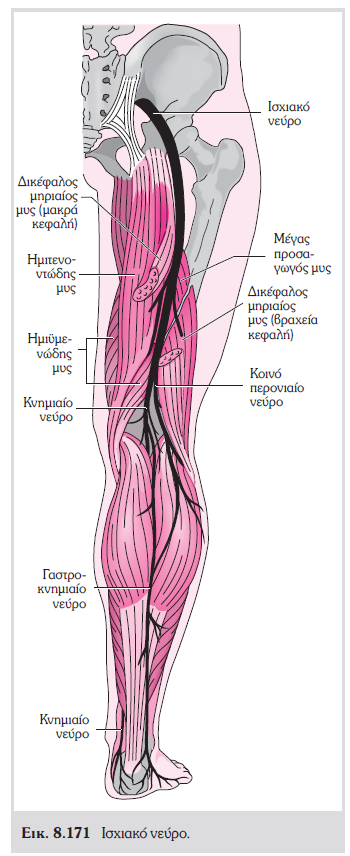 Ισχιακό
νεύρο
Δικέφαλος
μηριαίος
μυς (μακρά
κεφαλή)
Μέγας
προσα-
γωγός μυς
Ημιτενο-
ντώδης
μυς
Δικέφαλος
μηριαίος
μυς (βραχεία
κεφαλή)
Ημιϋμε-
νώδης
μυς
Κοινό
περονιαίο
νεύρο
Κνημιαίο
νεύρο
Γαστρο-
κνημιαίο
νεύρο
Κνημιαίο
νεύρο
Εικ. 8.171 Ισχιακό νεύρο.